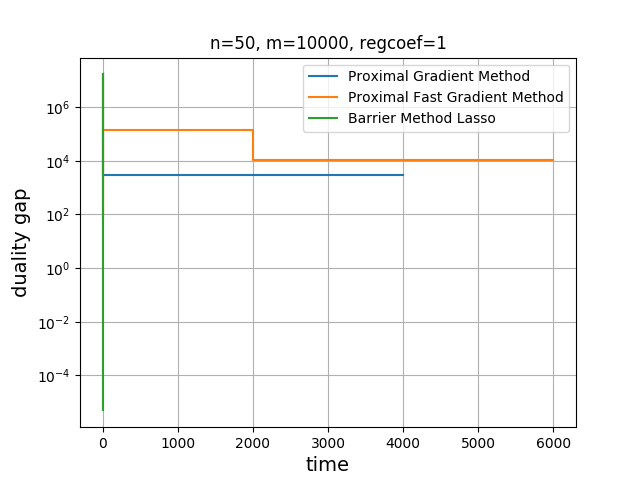 n=50, m=10000, regcoef=1
Proximal Gradient Method
Proximal Fast Gradient Method
Barrier Method Lasso
duality gap
10^6
10^4
10^2
10^0
10^−2
10^−4
0 1000 2000 3000 4000 5000 6000
time